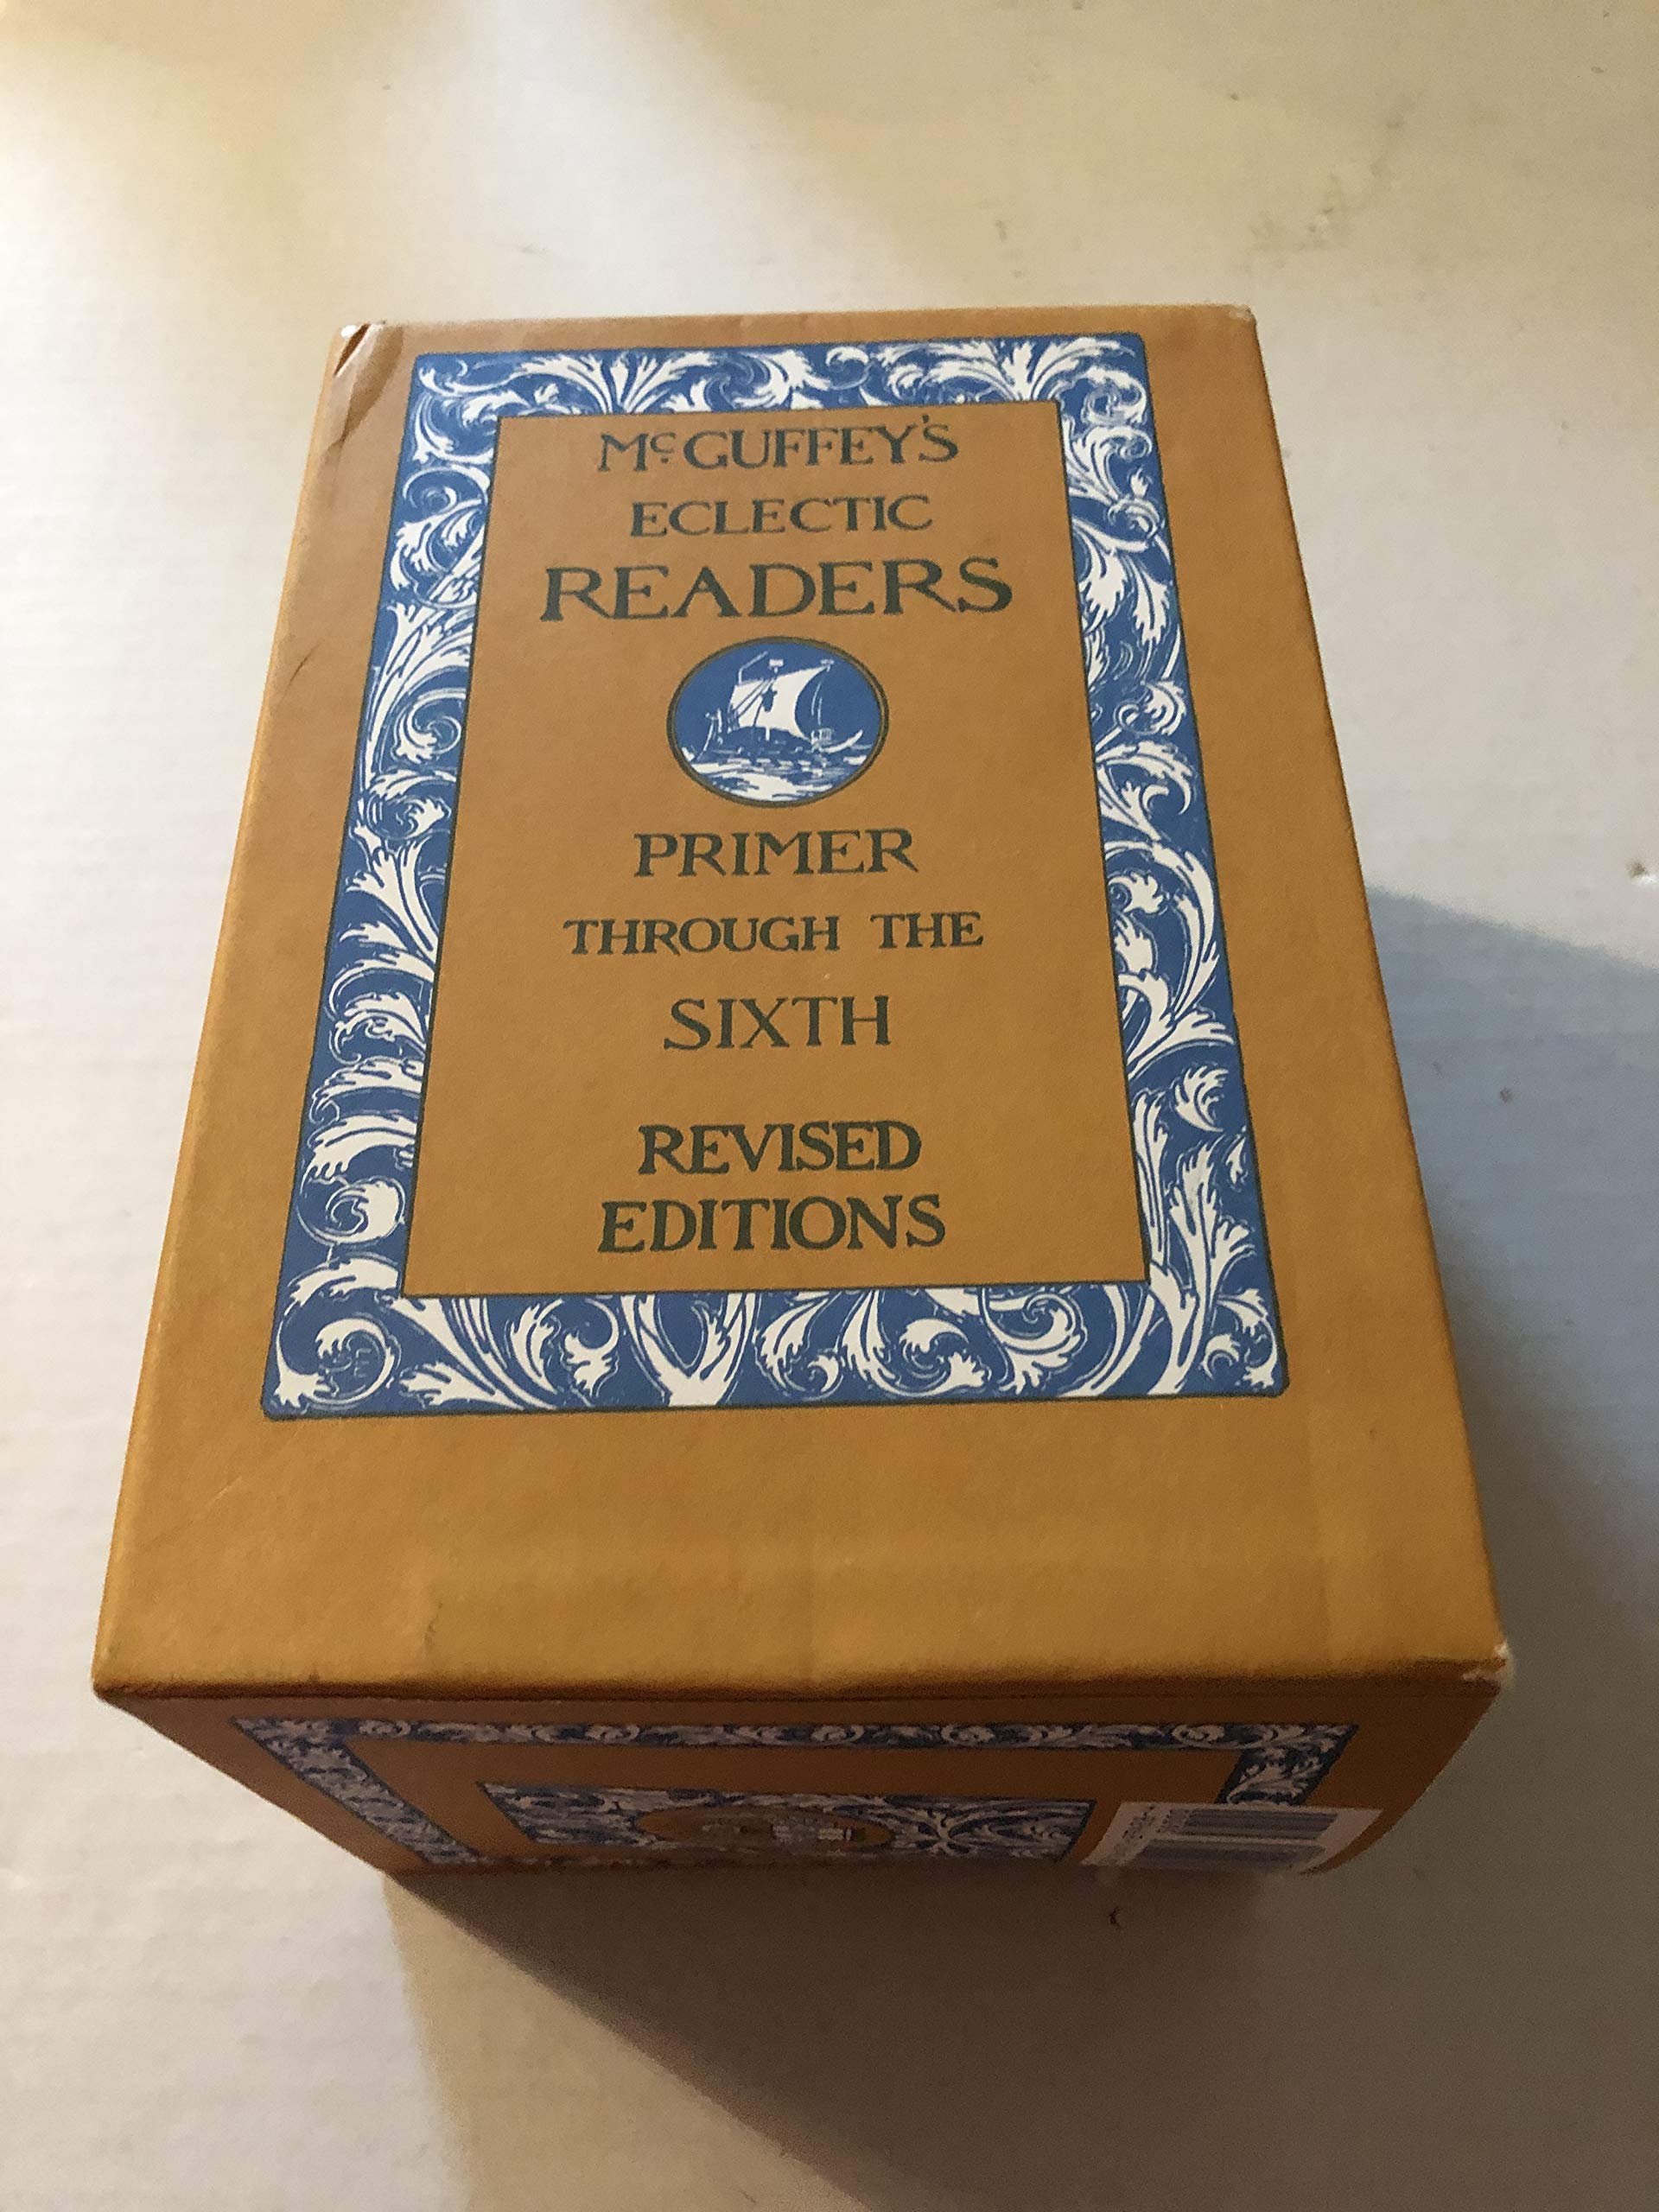 McGUFFEY'S
ECLECTIC
READERS
PRIMER
THROUGH THE
SIXTH
REVISED
EDITIONS